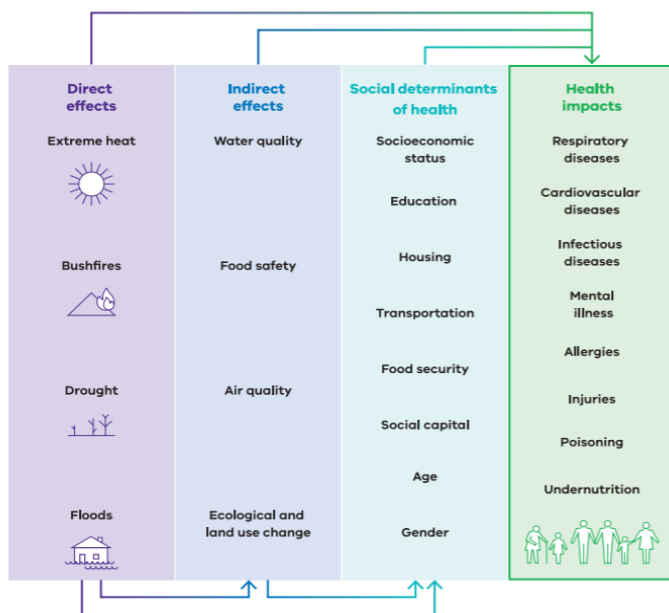 Direct
effects
Extreme heat
Bushfires
Drought
Floods
Indirect
effects
Water quality
Food safety
Air quality
Ecological and
land use change
Social determinants
of health
Socioeconomic
status
Education
Housing
Transportation
Food security
Social capital
Age
Gender
Health
impacts
Respiratory
diseases
Cardiovascular
diseases
Infectious
diseases
Mental
illness
Allergies
Injuries
Poisoning
Undernutrition